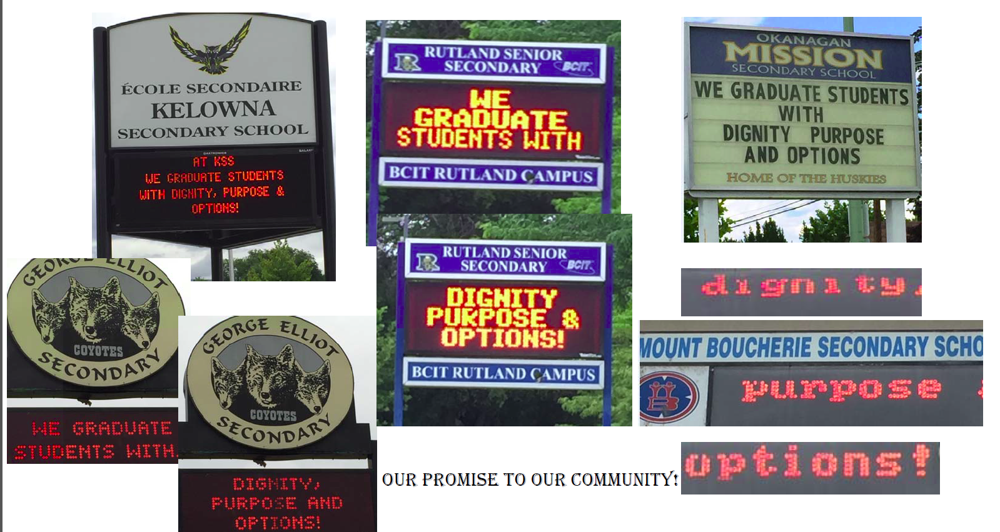 ÉCOLE SECONDAIRE
KELOWNA
SECONDARY SCHOOL
DAKTRONICS
GALAXY
AT KSS
WE GRADUATE STUDENTS
WITH DIGNITY, PURPOSE &
OPTIONS!
RUTLAND SENIOR
SECONDARY
R
BCIT
WE
GRADUATE
STUDENTS WITH
BCIT RUTLAND CAMPUS
OKANAGAN
MISSION
SECONDARY SCHOOL
WE GRADUATE STUDENTS
WITH
DIGNITY PURPOSE
AND OPTIONS
HOME OF THE HUSKIES
RUTLAND SENIOR
SECONDARY
R
BCIT
DIGNITY
PURPOSE &
OPTIONS!
BCIT RUTLAND CAMPUS
GEORGE ELLIOT
COYOTES
SECONDARY
WE GRADUATE
STUDENTS WITH
GEORGE ELLIOT
COYOTES
SECONDARY
DIGNITY,
PURPOSE AND
OPTIONS!
dignity,
MOUNT BOUCHERIE SECONDARY SCHO
purpose
options!
OUR PROMISE TO OUR COMMUNITY!